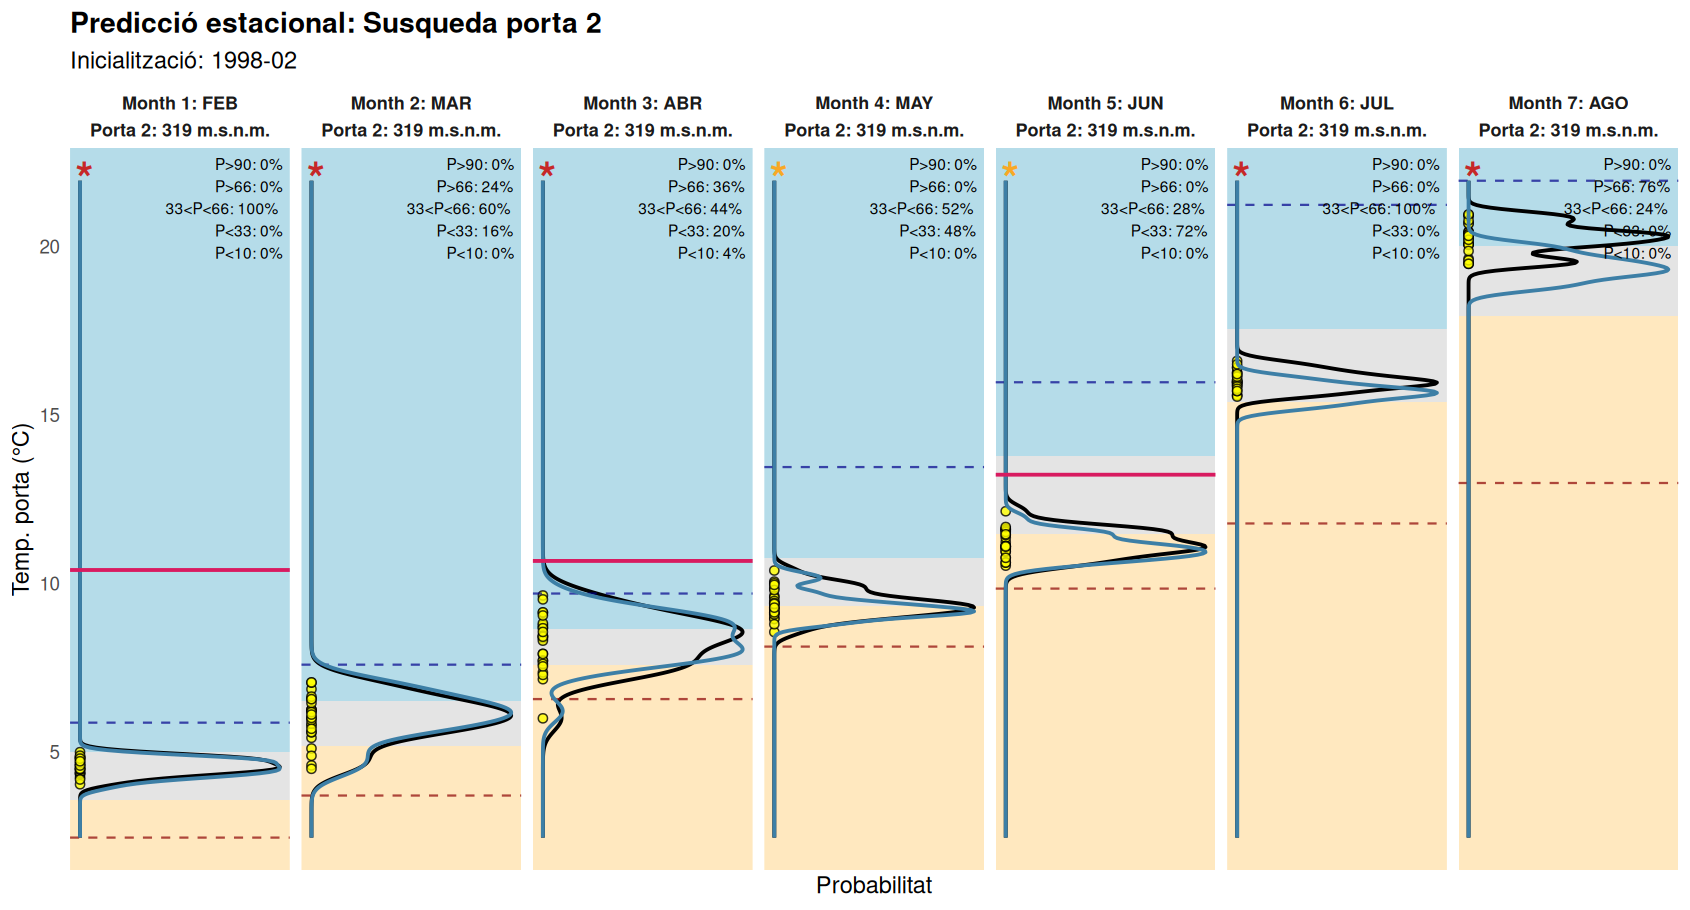 Predicció estacional: Susqueda porta 2
Inicialització: 1998-02
Month 1: FEB
Porta 2: 319 m.s.n.m.
Month 2: MAR
Porta 2: 319 m.s.n.m.
Month 3: ABR
Porta 2: 319 m.s.n.m.
Month 4: MAY
Porta 2: 319 m.s.n.m.
Month 5: JUN
Porta 2: 319 m.s.n.m.
Month 6: JUL
Porta 2: 319 m.s.n.m.
Month 7: AGO
Porta 2: 319 m.s.n.m.
*
P>90: 0%
P>66: 0%
33<P<66: 100%
P<33: 0%
P<10: 0%
*
P>90: 0%
P>66: 24%
33<P<66: 60%
P<33: 16%
P<10: 0%
*
P>90: 0%
P>66: 36%
33<P<66: 44%
P<33: 20%
P<10: 4%
*
P>90: 0%
P>66: 0%
33<P<66: 52%
P<33: 48%
P<10: 0%
*
P>90: 0%
P>66: 0%
33<P<66: 28%
P<33: 72%
P<10: 0%
*
P>90: 0%
P>66: 0%
33<P<66: 100%
P<33: 0%
P<10: 0%
*
P>90: 0%
P>66: 76%
33<P<66: 24%
P<33: 0%
P<10: 0%
20
15
10
5
Temp. porta (°C)
Probabilitat